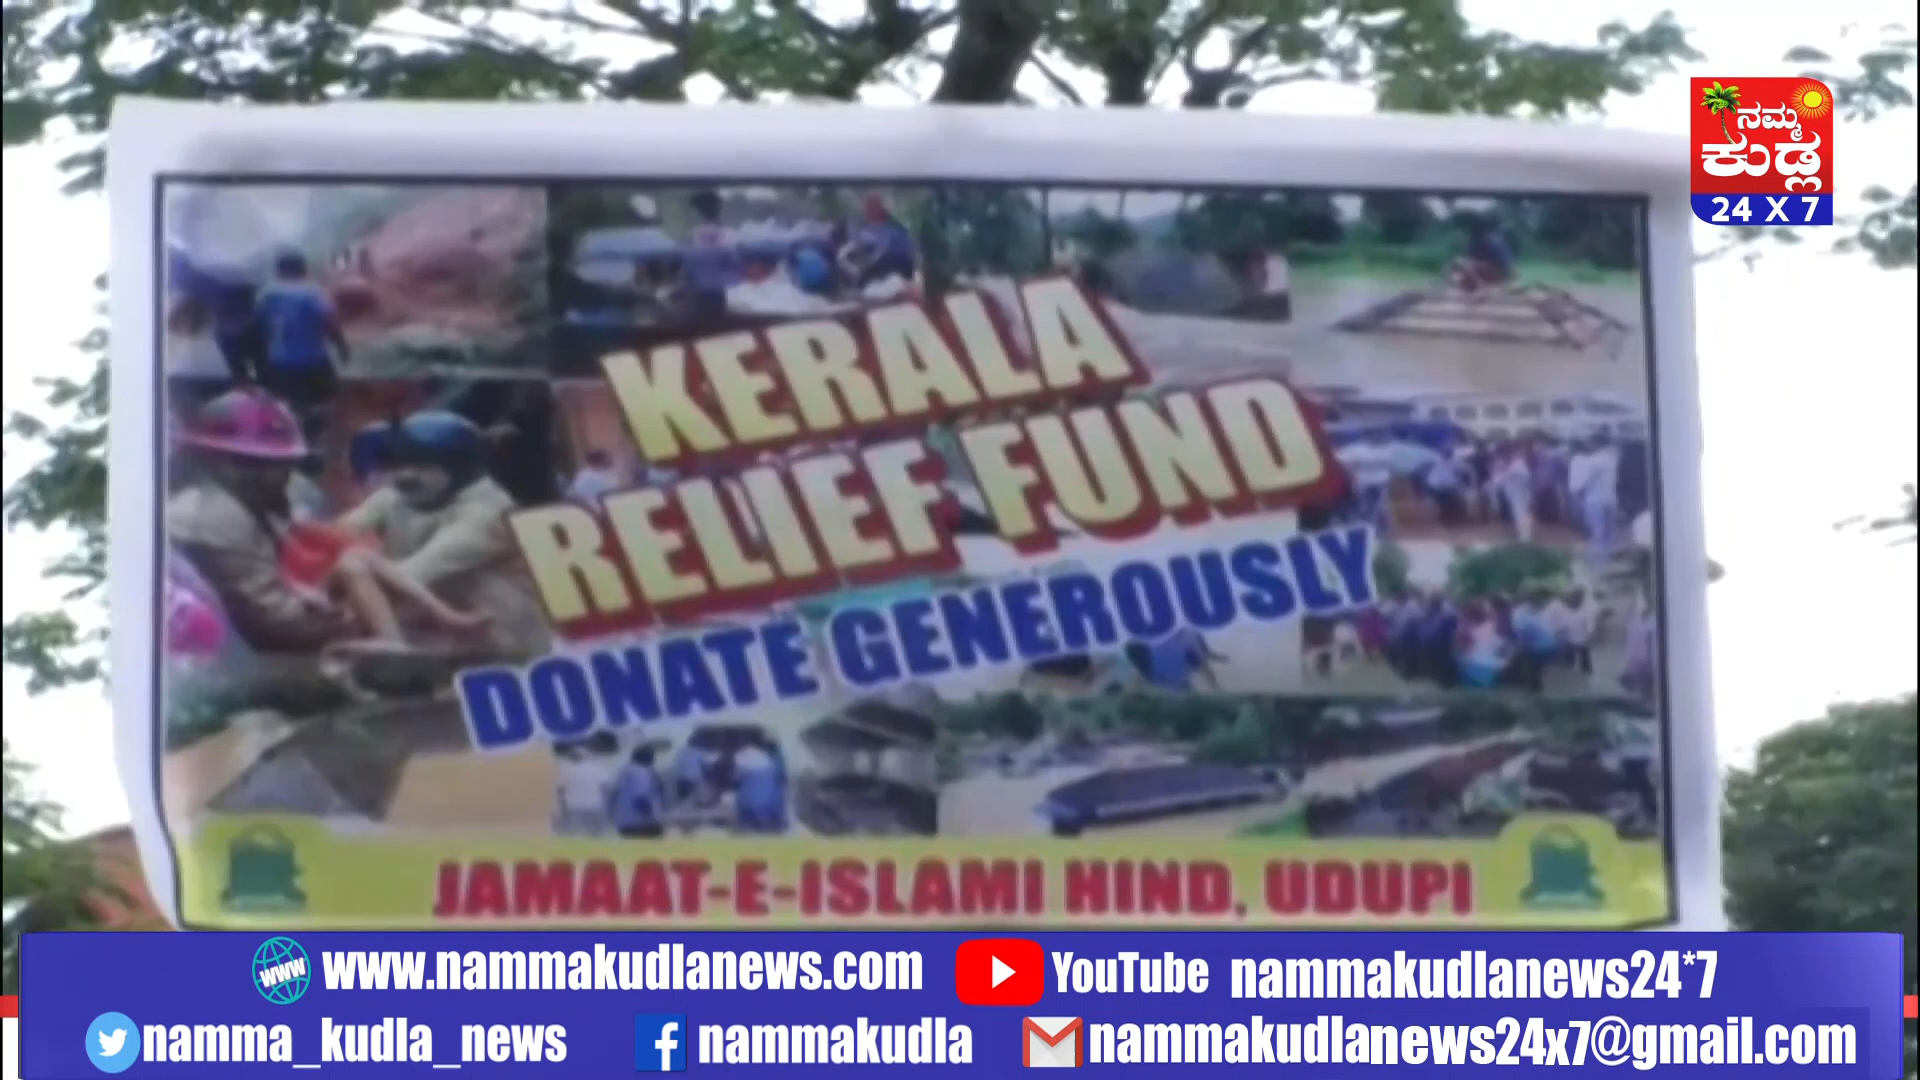 ನಮ್ಮ
ಕುಡ್ಲ
24 X 7
KERALA
RELIEF FUND
DONATE GENEROUSLY
JAMAAT-E-ISLAMI HIND, UDUPI
www www.nammakudlanews.com YouTube nammakudlanews24*7
namma_kudla_news f nammakudla nammakudlanews24x7@gmail.com